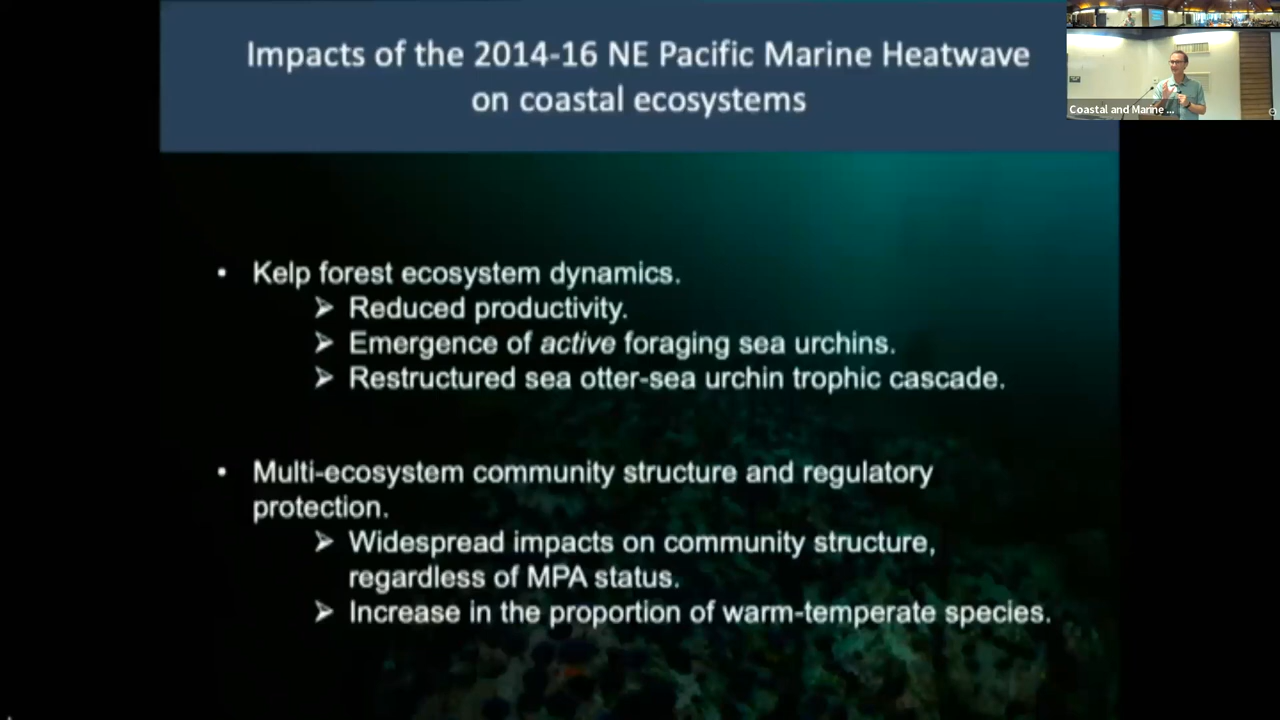 Impacts of the 2014-16 NE Pacific Marine Heatwave
on coastal ecosystems
Coastal and Marine ...
• Kelp forest ecosystem dynamics.
➢ Reduced productivity.
➢ Emergence of active foraging sea urchins.
➢ Restructured sea otter-sea urchin trophic cascade.
• Multi-ecosystem community structure and regulatory
protection.
➢ Widespread impacts on community structure,
regardless of MPA status.
➢ Increase in the proportion of warm-temperate species.